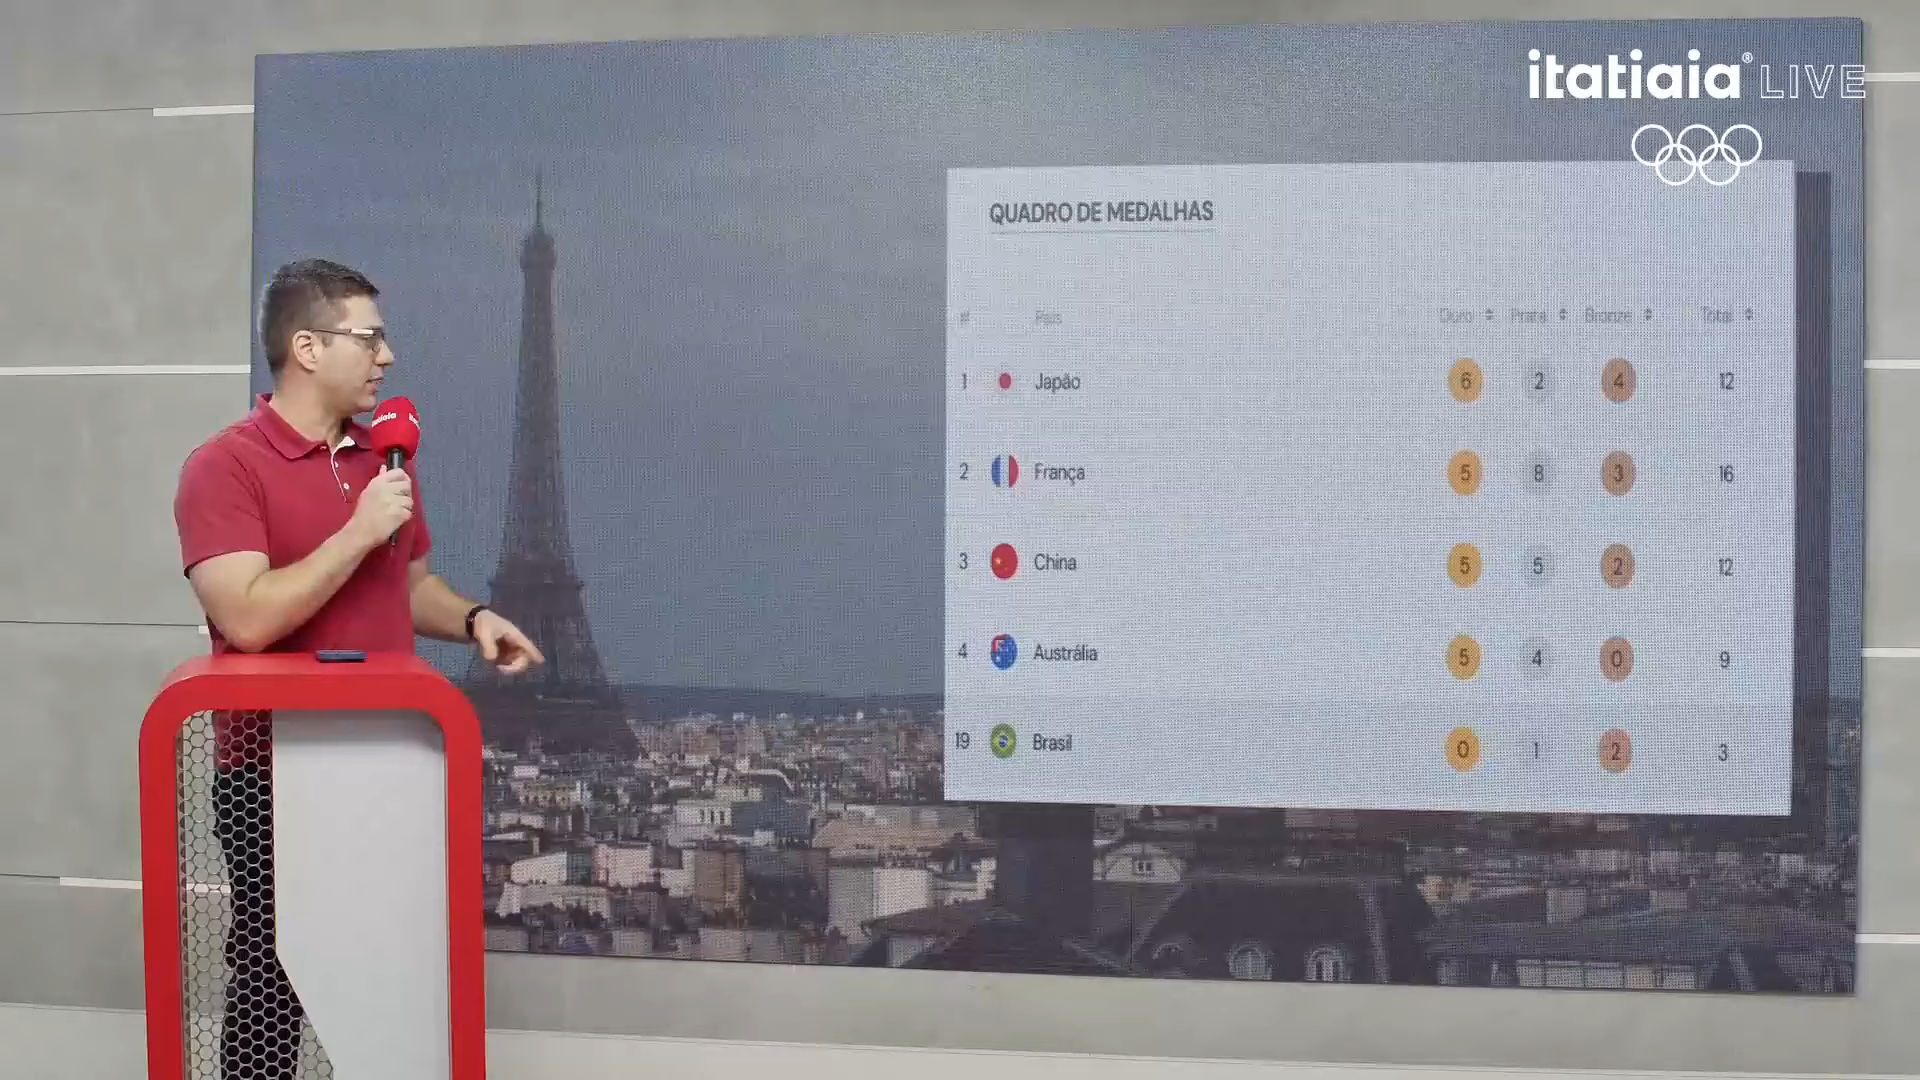 itatiaia® LIVE
QUADRO DE MEDALHAS
# País Ouro Prata Bronze Total
1 Japão 6 2 4 12
2 França 5 8 3 16
3 China 5 5 2 12
4 Austrália 5 4 0 9
19 Brasil 0 1 2 3